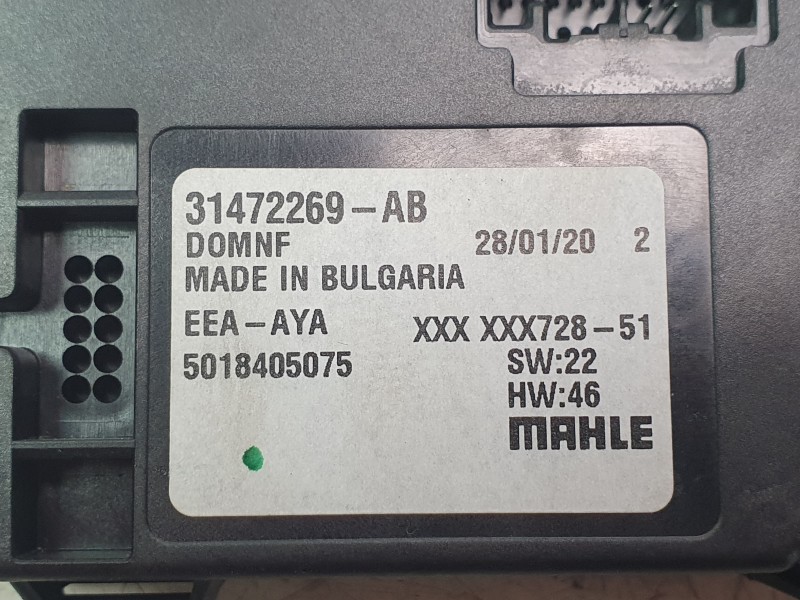 31472269-AB
DOMNF 28/01/20 2
MADE IN BULGARIA
EEA-AYA XXX XXX728-51
5018405075 SW:22
HW:46
MAHLE